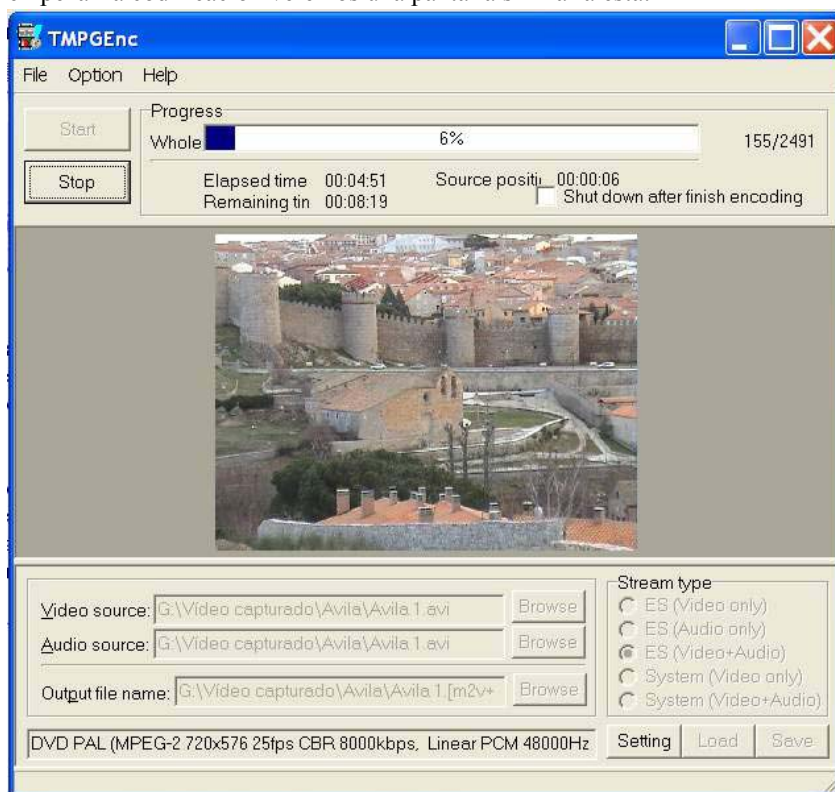 TMPGEnc
File Option Help
Start
Progress
Whole 6% 155/2491
Stop
Elapsed time 00:04:51 Source positi 00:00:06
Remaining tin 00:08:19 Shut down after finish encoding
Video source: G:\Vídeo capturado\Avila\Avila 1.avi Browse
Audio source: G:\Vídeo capturado\Avila\Avila 1.avi Browse
Output file name: G:\Vídeo capturado\Avila\Avila 1.[m2v+ Browse
Stream type
ES (Video only)
ES (Audio only)
ES (Video+Audio)
System (Video only)
System (Video+Audio)
DVD PAL (MPEG-2 720x576 25fps CBR 8000kbps, Linear PCM 48000Hz
Setting Load Save